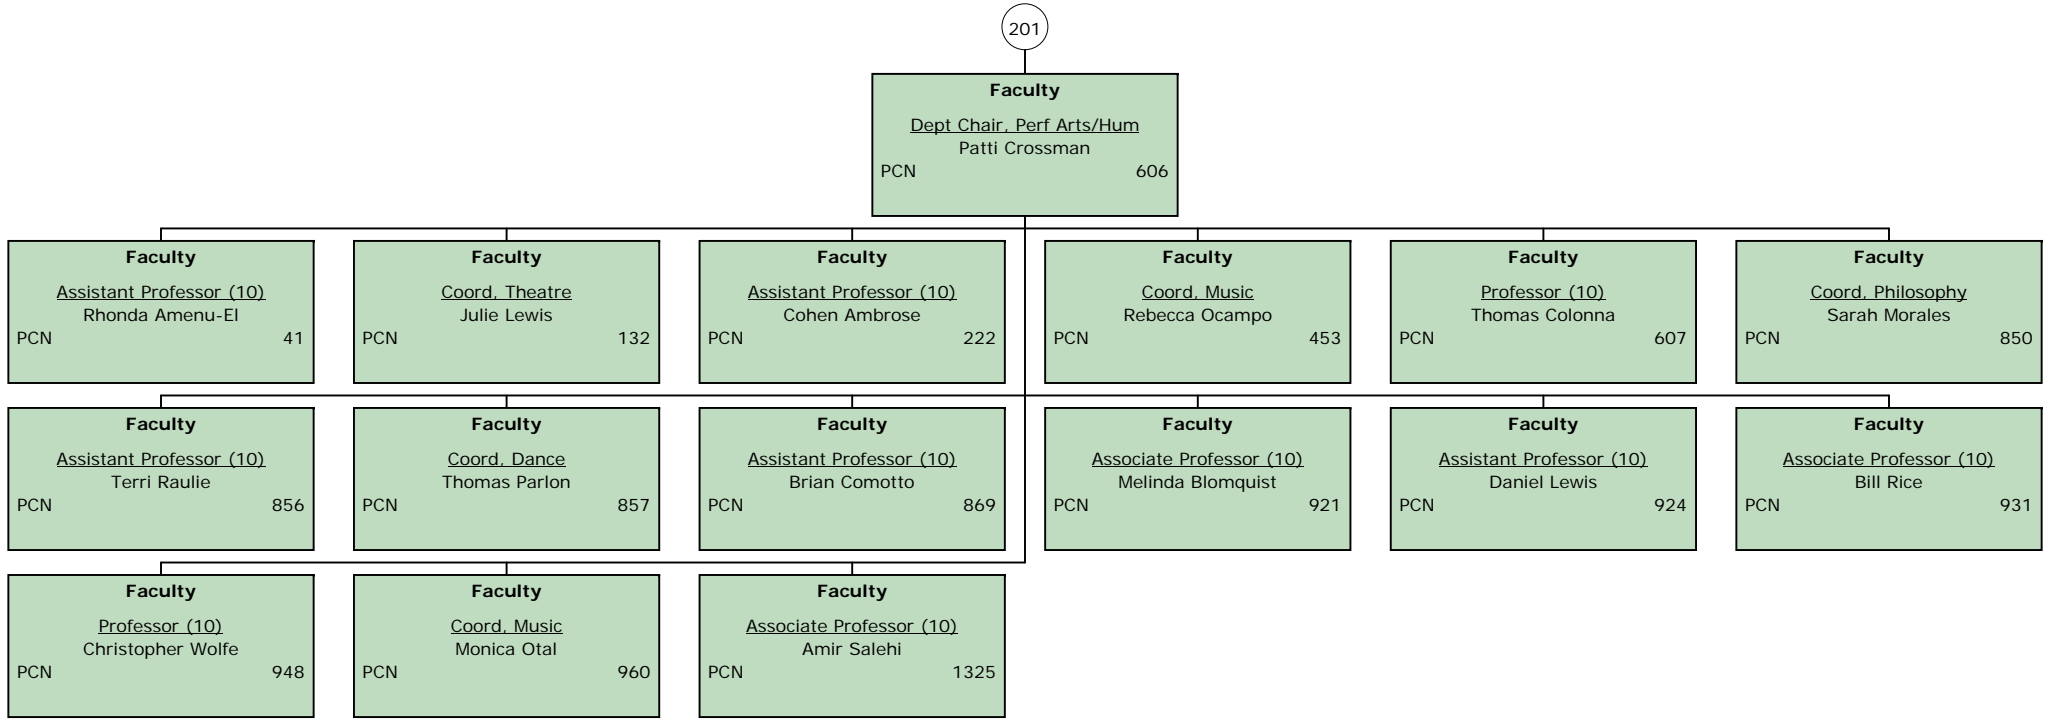 201
Faculty
Dept Chair, Perf Arts/Hum
Patti Crossman
PCN 606
Faculty
Assistant Professor (10)
Rhonda Amenu-El
PCN 41
Faculty
Coord, Theatre
Julie Lewis
PCN 132
Faculty
Assistant Professor (10)
Cohen Ambrose
PCN 222
Faculty
Coord, Music
Rebecca Ocampo
PCN 453
Faculty
Professor (10)
Thomas Colonna
PCN 607
Faculty
Coord, Philosophy
Sarah Morales
PCN 850
Faculty
Assistant Professor (10)
Terri Raulie
PCN 856
Faculty
Coord, Dance
Thomas Parlon
PCN 857
Faculty
Assistant Professor (10)
Brian Comotto
PCN 869
Faculty
Associate Professor (10)
Melinda Blomquist
PCN 921
Faculty
Assistant Professor (10)
Daniel Lewis
PCN 924
Faculty
Associate Professor (10)
Bill Rice
PCN 931
Faculty
Professor (10)
Christopher Wolfe
PCN 948
Faculty
Coord, Music
Monica Otal
PCN 960
Faculty
Associate Professor (10)
Amir Salehi
PCN 1325